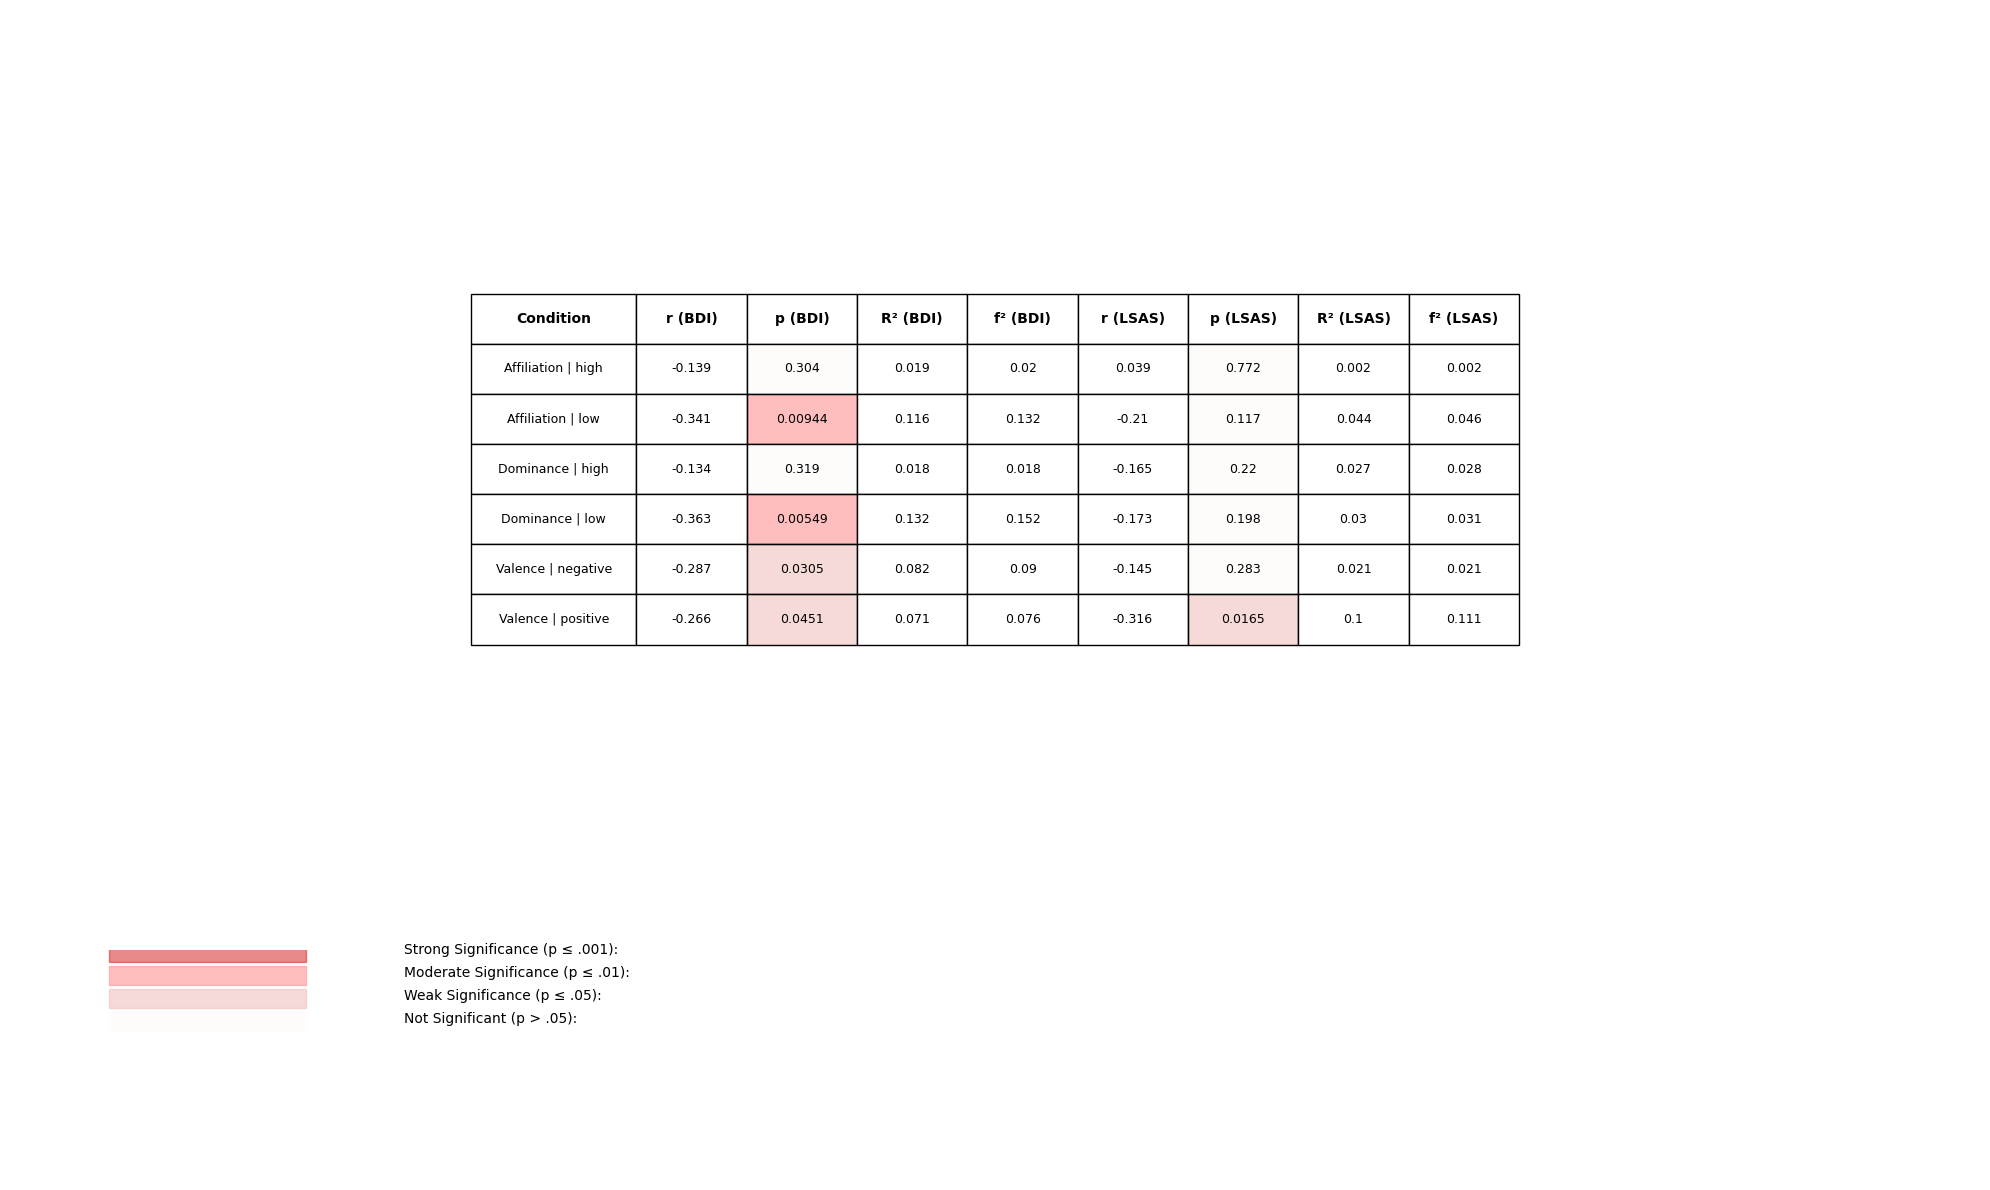 Condition r (BDI) p (BDI) R² (BDI) f² (BDI) r (LSAS) p (LSAS) R² (LSAS) f² (LSAS)
Affiliation | high -0.139 0.304 0.019 0.02 0.039 0.772 0.002 0.002
Affiliation | low -0.341 0.00944 0.116 0.132 -0.21 0.117 0.044 0.046
Dominance | high -0.134 0.319 0.018 0.018 -0.165 0.22 0.027 0.028
Dominance | low -0.363 0.00549 0.132 0.152 -0.173 0.198 0.03 0.031
Valence | negative -0.287 0.0305 0.082 0.09 -0.145 0.283 0.021 0.021
Valence | positive -0.266 0.0451 0.071 0.076 -0.316 0.0165 0.1 0.111
Strong Significance (p ≤ .001):
Moderate Significance (p ≤ .01):
Weak Significance (p ≤ .05):
Not Significant (p > .05):